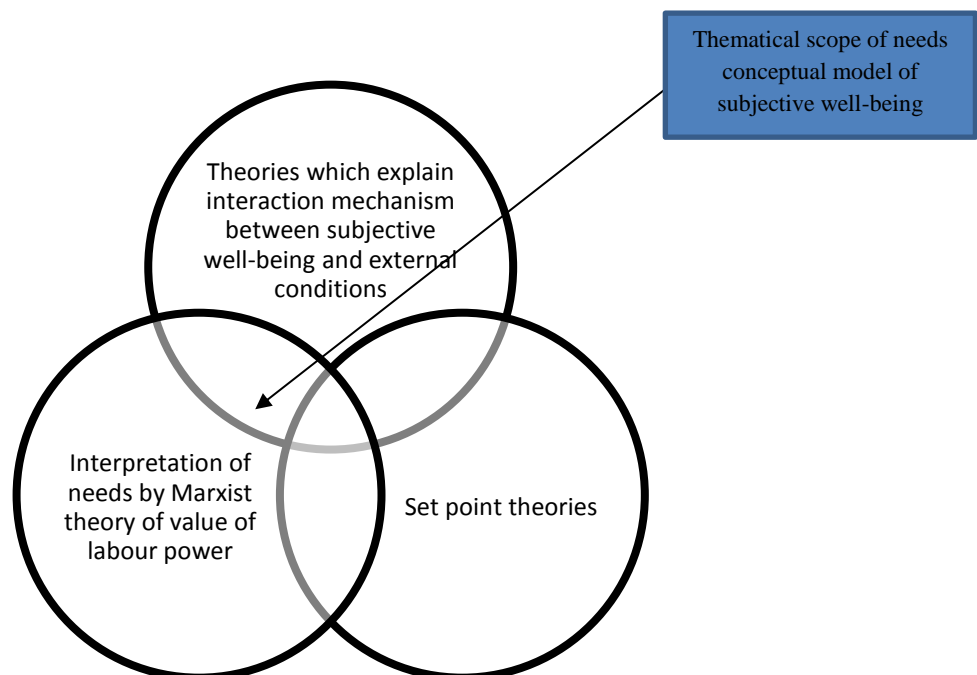 Thematical scope of needs
conceptual model of
subjective well-being
Theories which explain
interaction mechanism
between subjective
well-being and external
conditions
Interpretation of
needs by Marxist
theory of value of
labour power
Set point theories